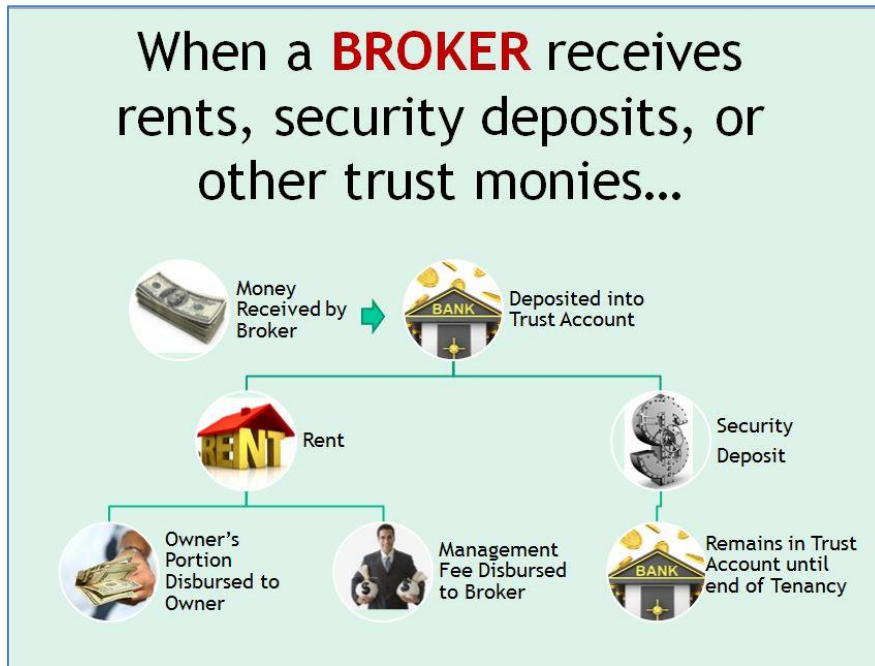 When a BROKER receives
rents, security deposits, or
other trust monies…
Money
Received by
Broker
BANK
Deposited into
Trust Account
RENT
Rent
Security
Deposit
Owner's
Portion
Disbursed to
Owner
Management
Fee Disbursed
to Broker
BANK
Remains in Trust
Account until
end of Tenancy